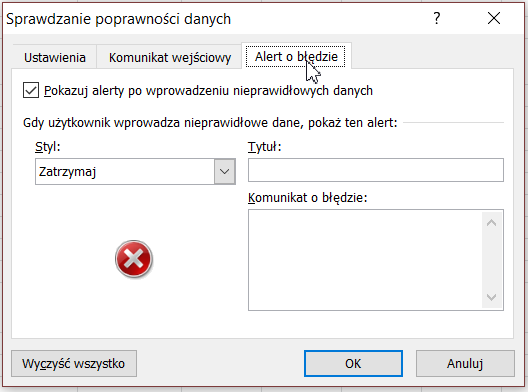 Sprawdzanie poprawności danych
Ustawienia
Komunikat wejściowy
Alert o błędzie
Pokazuj alerty po wprowadzeniu nieprawidłowych danych
Gdy użytkownik wprowadza nieprawidłowe dane, pokaż ten alert:
Styl:
Tytuł:
Zatrzymaj
Komunikat o błędzie:
Wyczyść wszystko
OK
Anuluj